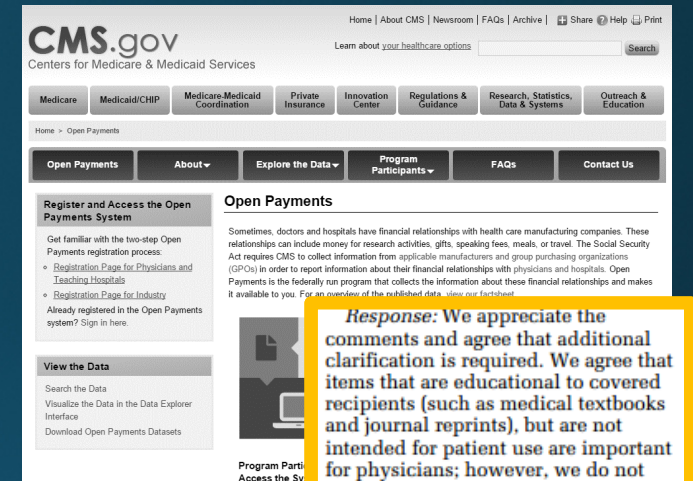 Home | About CMS | Newsroom | FAQs | Archive | Share Help Print
CMS.gov
Centers for Medicare & Medicaid Services
Learn about your healthcare options
Search
Medicare
Medicaid/CHIP
Medicare-Medicaid
Coordination
Private
Insurance
Innovation
Center
Regulations &
Guidance
Research, Statistics,
Data & Systems
Outreach &
Education
Home > Open Payments
Open Payments
About
Explore the Data
Program
Participants
FAQs
Contact Us
Register and Access the Open
Payments System
Get familiar with the two-step Open
Payments registration process:
Registration Page for Physicians and
Teaching Hospitals
Registration Page for Industry
Already registered in the Open Payments
system? Sign in here.
View the Data
Search the Data
Visualize the Data in the Data Explorer
Interface
Download Open Payments Datasets
Open Payments
Sometimes, doctors and hospitals have financial relationships with health care manufacturing companies. These
relationships can include money for research activities, gifts, speaking fees, meals, or travel. The Social Security
Act requires CMS to collect information from applicable manufacturers and group purchasing organizations
(GPOs) in order to report information about their financial relationships with physicians and hospitals. Open
Payments is the federally run program that collects the information about these financial relationships and makes
it available to you. For an overview of the published data, view our factsheet
Program Parti
Access the Sy
Response: We appreciate the
comments and agree that additional
clarification is required. We agree that
items that are educational to covered
recipients (such as medical textbooks
and journal reprints), but are not
intended for patient use are important
for physicians; however, we do not